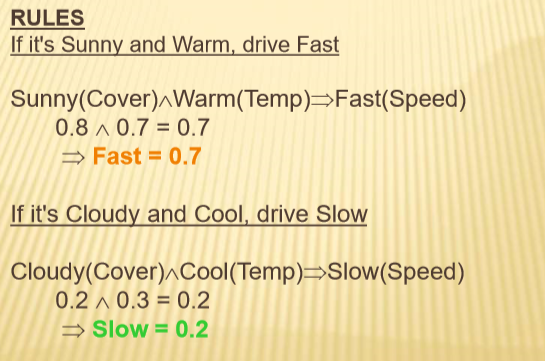 RULES
If it's Sunny and Warm, drive Fast
Sunny(Cover)∧Warm(Temp)⇒Fast(Speed)
0.8 ∧ 0.7 = 0.7
⇒ Fast = 0.7
If it's Cloudy and Cool, drive Slow
Cloudy(Cover)∧Cool(Temp)⇒Slow(Speed)
0.2 ∧ 0.3 = 0.2
⇒ Slow = 0.2